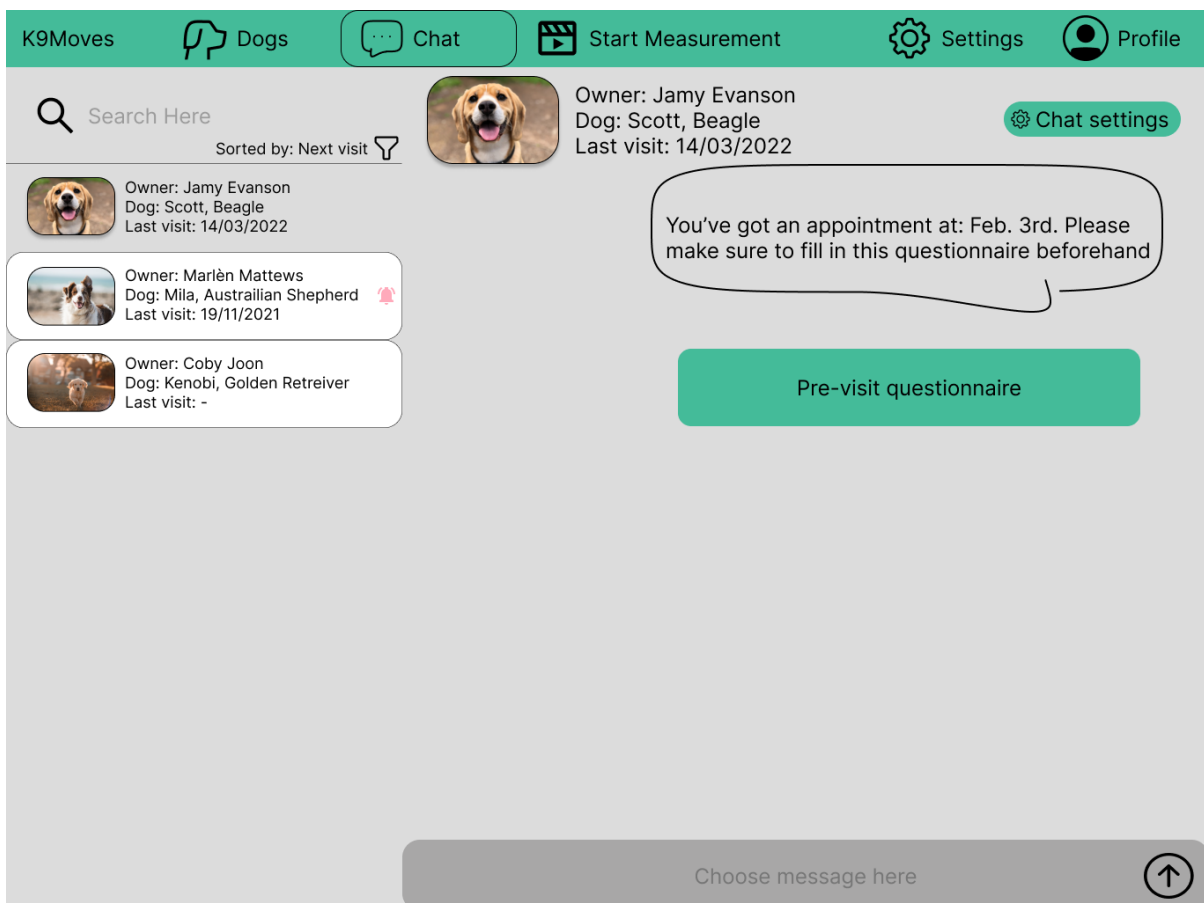 K9Moves
Dogs
Chat
Start Measurement
Settings
Profile
Search Here
Sorted by: Next visit
Owner: Jamy Evanson
Dog: Scott, Beagle
Last visit: 14/03/2022
Owner: Marlèn Mattews
Dog: Mila, Austrailian Shepherd
Last visit: 19/11/2021
Owner: Coby Joon
Dog: Kenobi, Golden Retreiver
Last visit: -
Owner: Jamy Evanson
Dog: Scott, Beagle
Last visit: 14/03/2022
Chat settings
You’ve got an appointment at: Feb. 3rd. Please
make sure to fill in this questionnaire beforehand
Pre-visit questionnaire
Choose message here